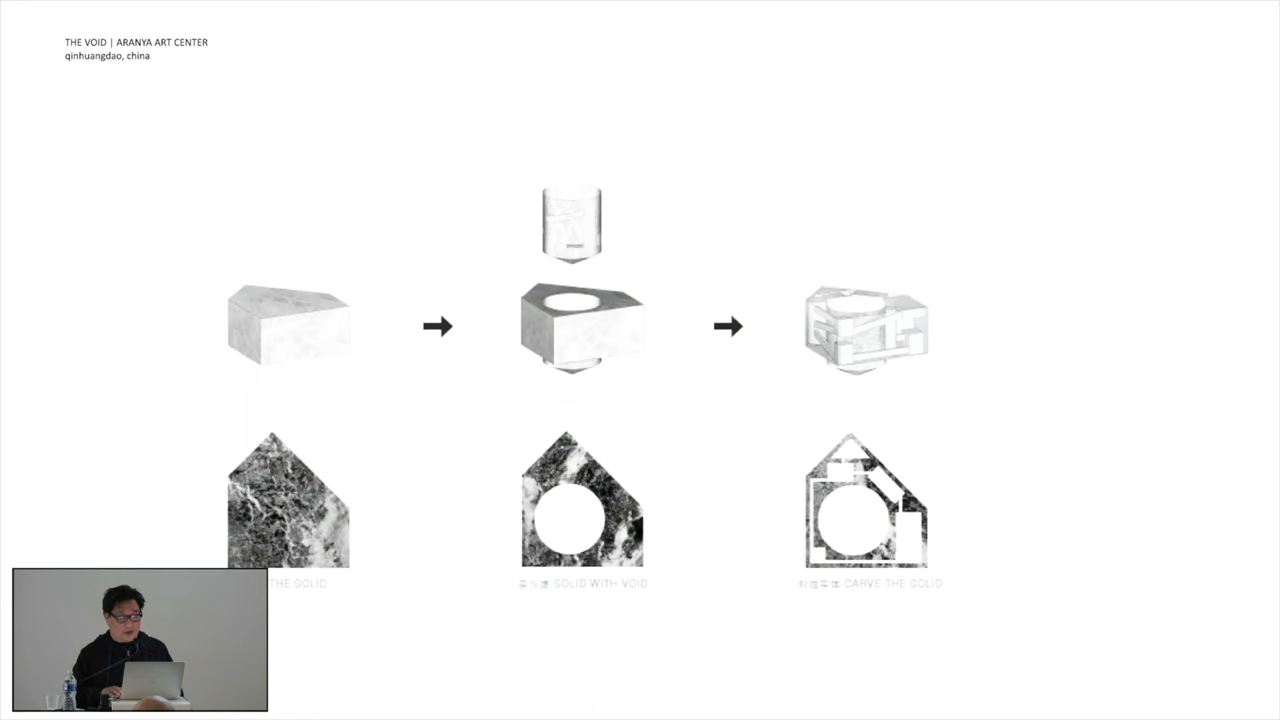 THE VOID | ARANYA ART CENTER
qinhuangdao, china
THE SOLID
SOLID WITH VOID
CARVE THE SOLID